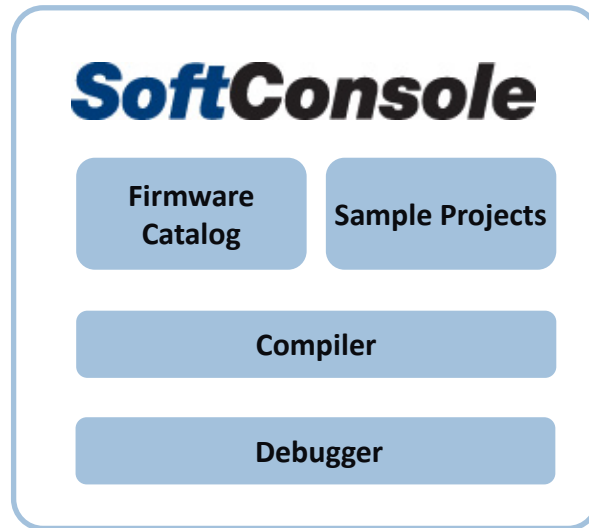 SoftConsole
Firmware
Catalog
Sample Projects
Compiler
Debugger